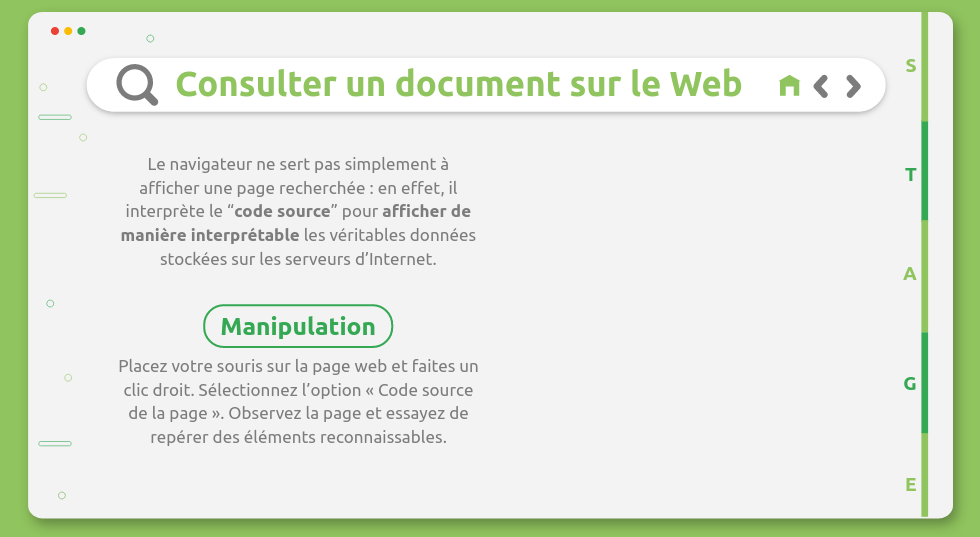 Consulter un document sur le Web
Le navigateur ne sert pas simplement à
afficher une page recherchée : en effet, il
interprète le “code source” pour afficher de
manière interprétable les véritables données
stockées sur les serveurs d’Internet.
Manipulation
Placez votre souris sur la page web et faites un
clic droit. Sélectionnez l’option « Code source
de la page ». Observez la page et essayez de
repérer des éléments reconnaissables.
S
T
A
G
E